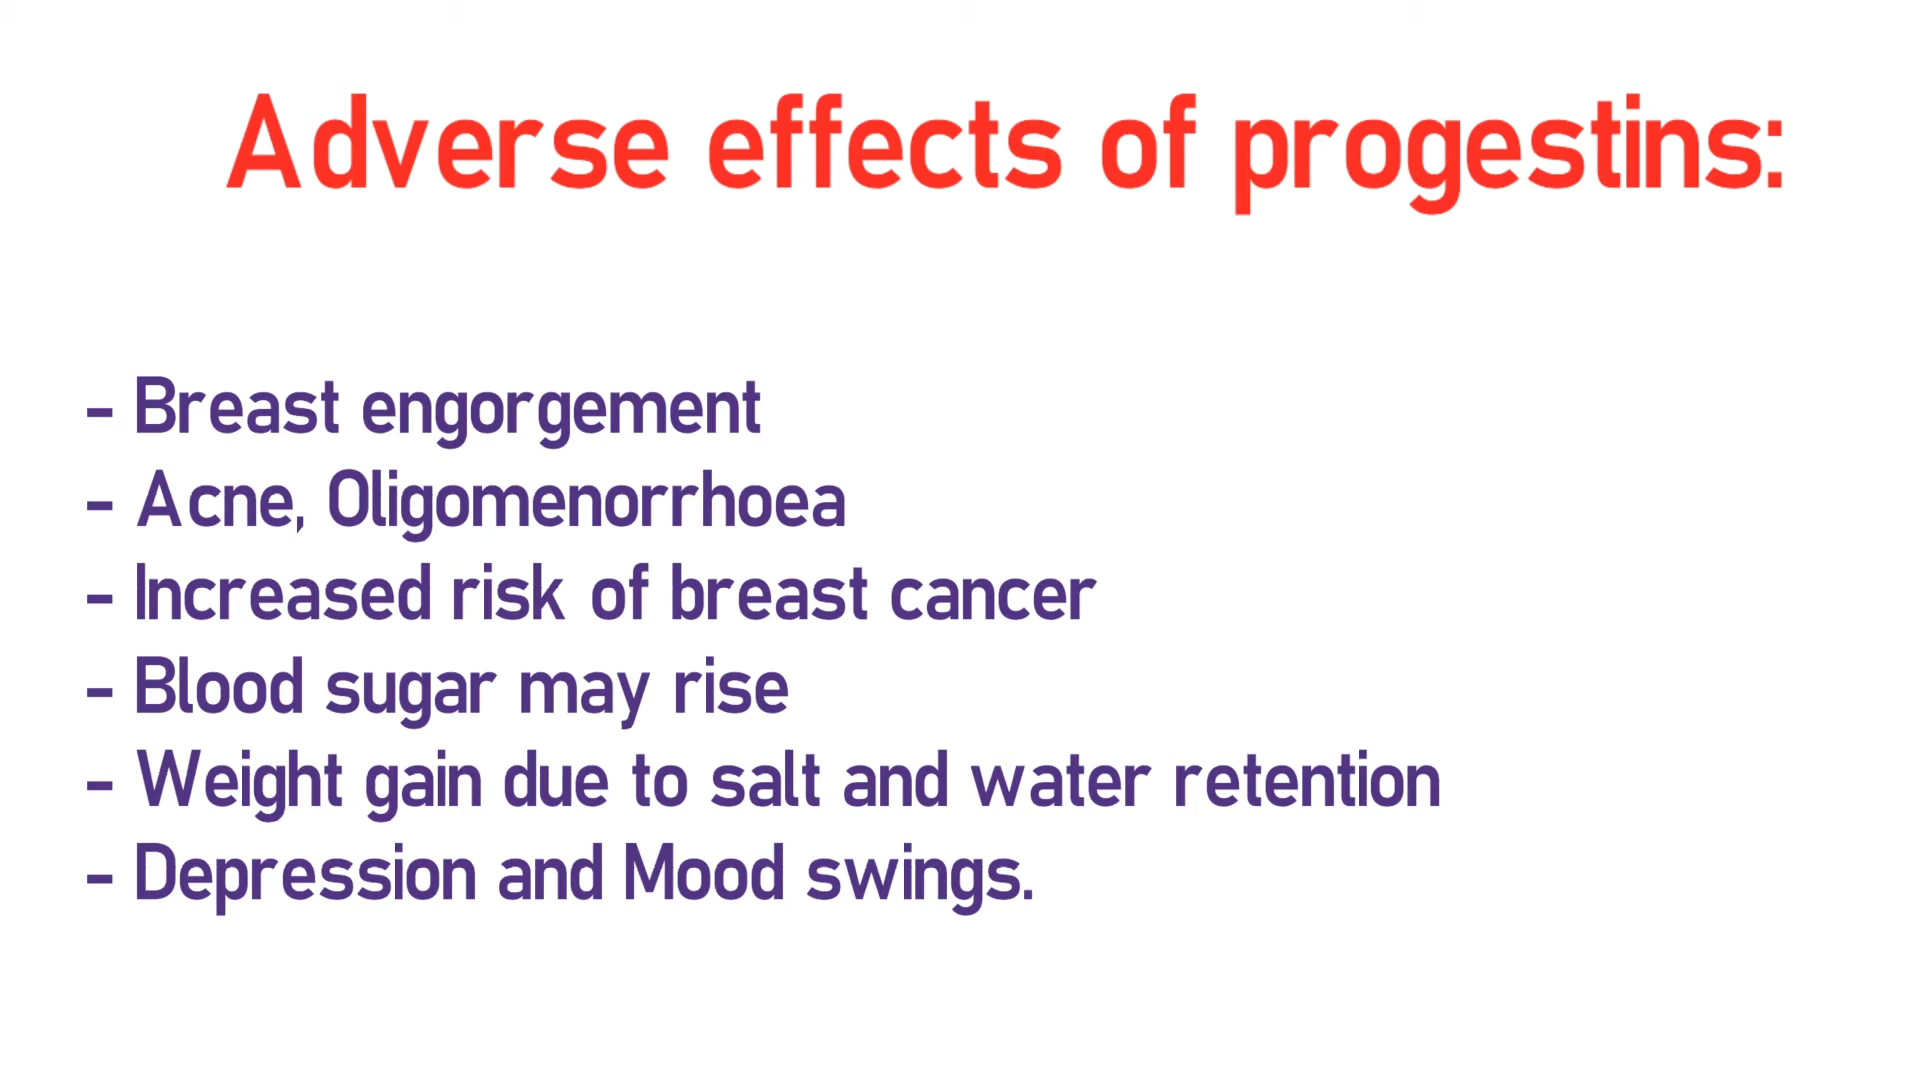 Adverse effects of progestins:
- Breast engorgement
- Acne, Oligomenorrhoea
- Increased risk of breast cancer
- Blood sugar may rise
- Weight gain due to salt and water retention
- Depression and Mood swings.